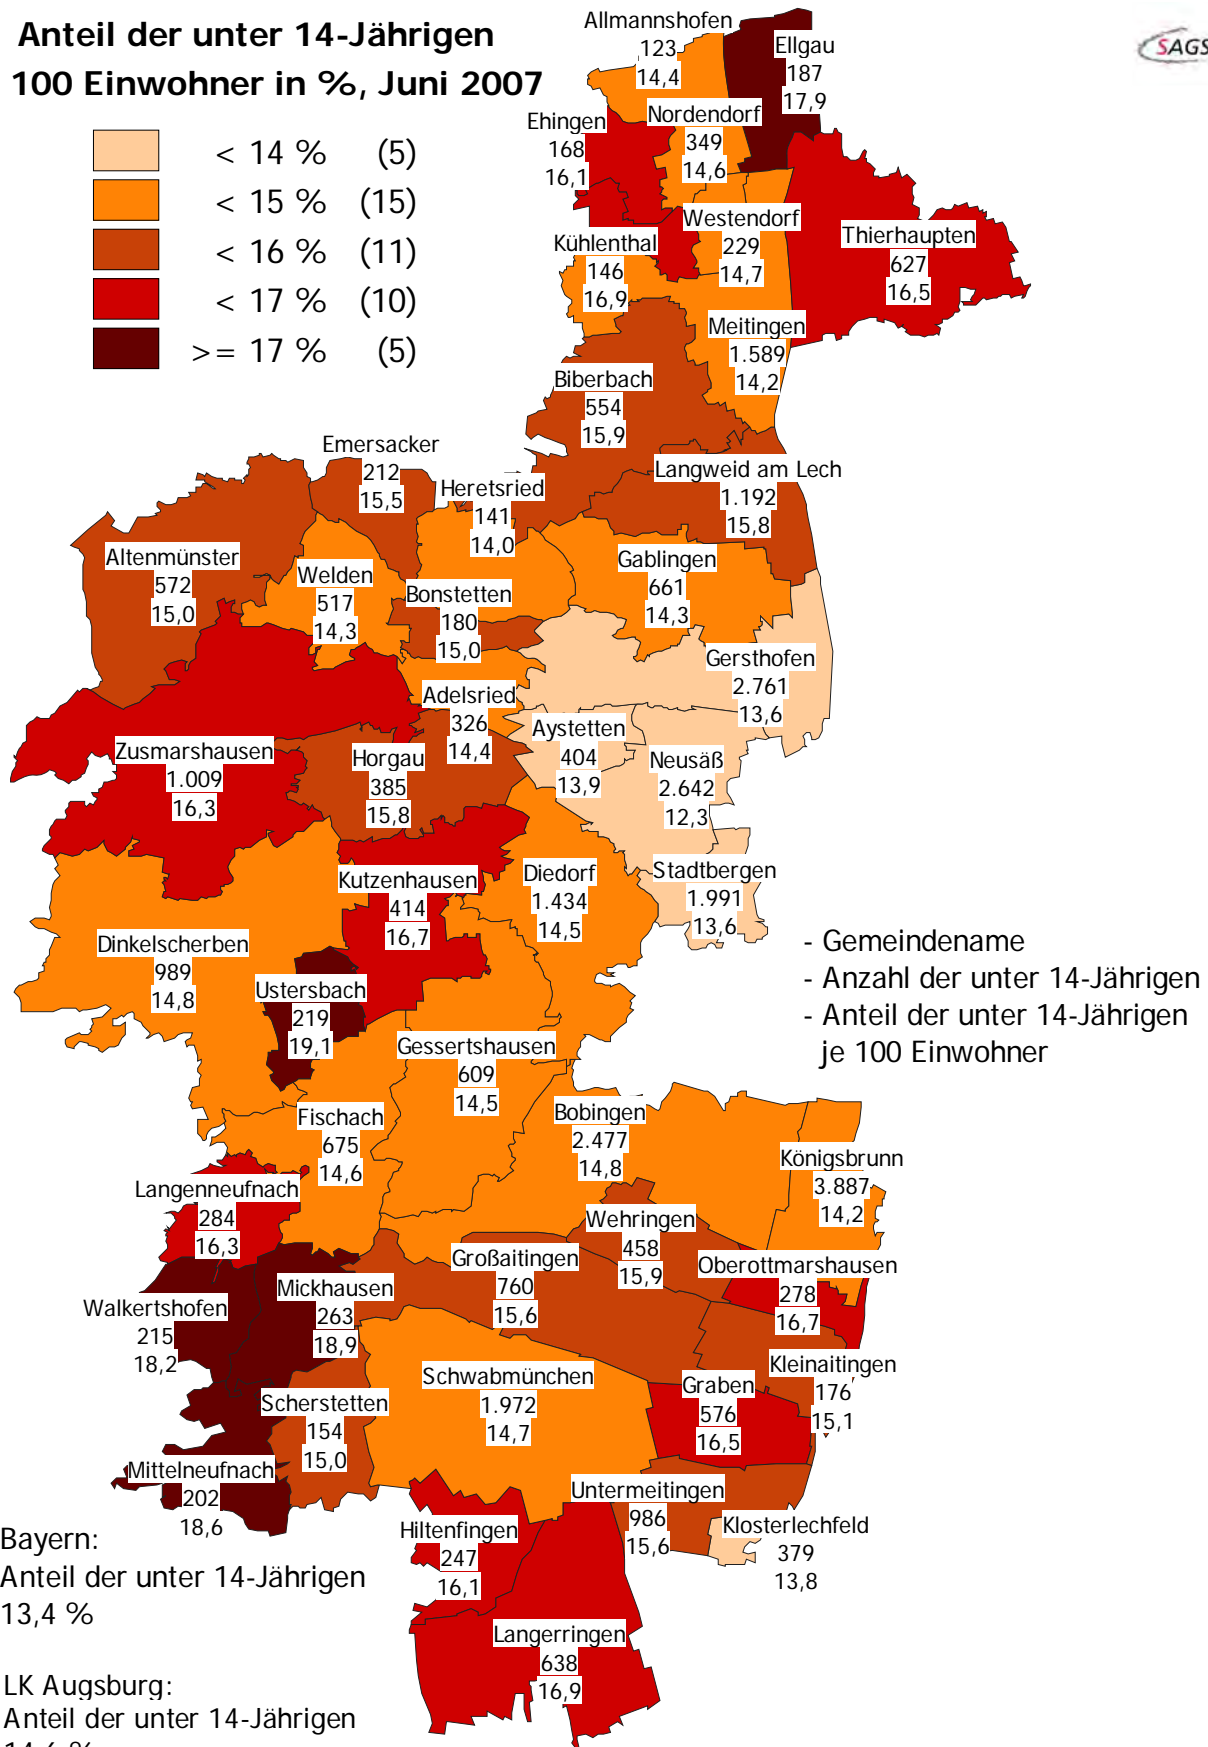 Anteil der unter 14-Jährigen
100 Einwohner in %, Juni 2007
SAGS
< 14 % (5)
< 15 % (15)
< 16 % (11)
< 17 % (10)
>= 17 % (5)
Allmannshofen
123
14,4
Ellgau
187
17,9
Ehingen
168
16,1
Nordendorf
349
14,6
Westendorf
229
14,7
Kühlenthal
146
16,9
Thierhaupten
627
16,5
Meitingen
1.589
14,2
Biberbach
554
15,9
Emersacker
212
15,5
Heretsried
141
14,0
Langweid am Lech
1.192
15,8
Altenmünster
572
15,0
Welden
517
14,3
Bonstetten
180
15,0
Gablingen
661
14,3
Gersthofen
2.761
13,6
Adelsried
326
14,4
Aystetten
404
13,9
Neusäß
2.642
12,3
Zusmarshausen
1.009
16,3
Horgau
385
15,8
Kutzenhausen
414
16,7
Diedorf
1.434
14,5
Stadtbergen
1.991
13,6
Dinkelscherben
989
14,8
Ustersbach
219
19,1
- Gemeindename
- Anzahl der unter 14-Jährigen
- Anteil der unter 14-Jährigen
je 100 Einwohner
Gessertshausen
609
14,5
Fischach
675
14,6
Bobingen
2.477
14,8
Königsbrunn
3.887
14,2
Langenneufnach
284
16,3
Wehringen
458
15,9
Großaitingen
760
15,6
Oberottmarshausen
278
16,7
Walkertshofen
215
18,2
Mickhausen
263
18,9
Kleinaitingen
176
15,1
Schwabmünchen
1.972
14,7
Graben
576
16,5
Scherstetten
154
15,0
Mittelneufnach
202
18,6
Untermeitingen
986
15,6
Klosterlechfeld
379
13,8
Hiltenfingen
247
16,1
Langerringen
638
16,9
Bayern:
Anteil der unter 14-Jährigen
13,4 %
LK Augsburg:
Anteil der unter 14-Jährigen
14,6 %